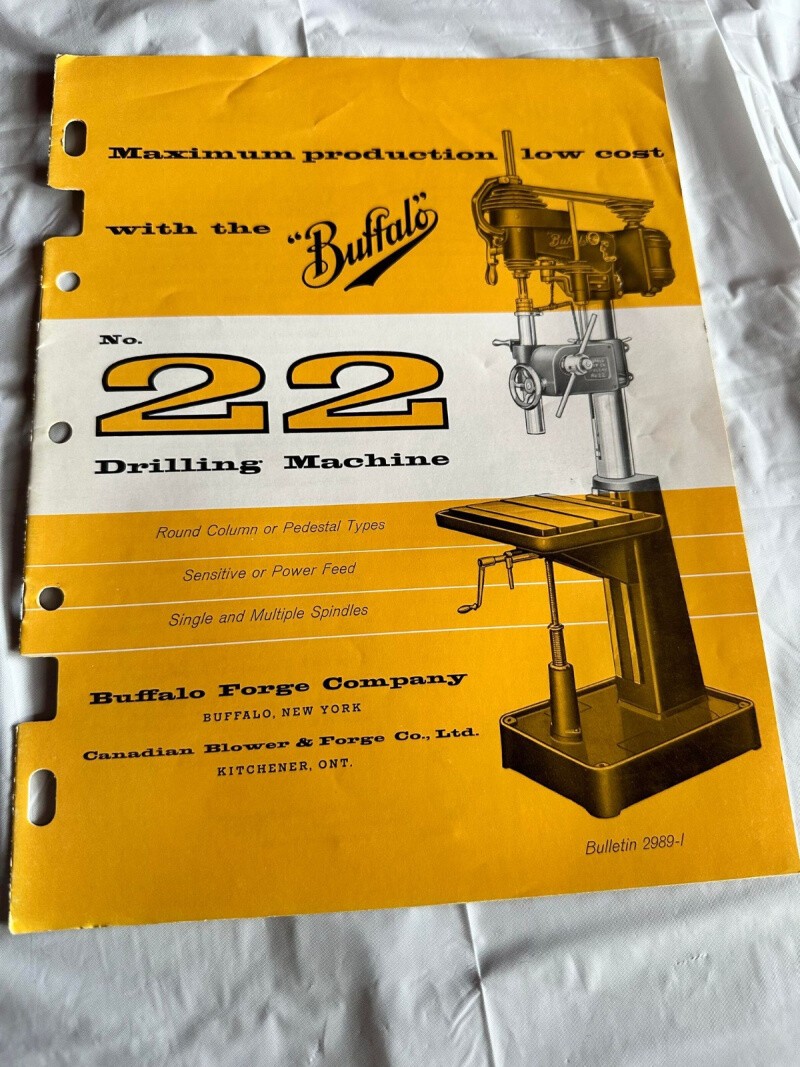 Maximum production low cost
with the "Buffalo"
No.
22
Drilling Machine
Round Column or Pedestal Types
Sensitive or Power Feed
Single and Multiple Spindles
Buffalo Forge Company
BUFFALO, NEW YORK
Canadian Blower & Forge Co., Ltd.
KITCHENER, ONT.
Bulletin 2989-I
"Buffalo"